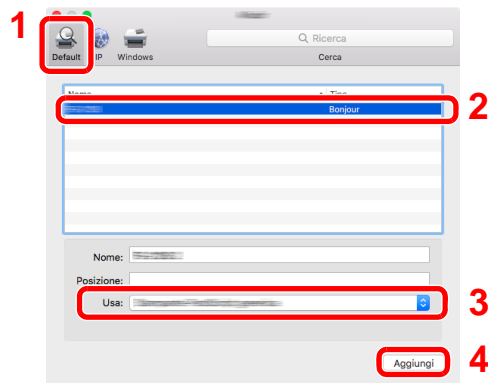 1
Q Ricerca
Default IP Windows Cerca
Nome Tipo
Bonjour
2
Nome:
Posizione:
Usa:
3
Aggiungi
4